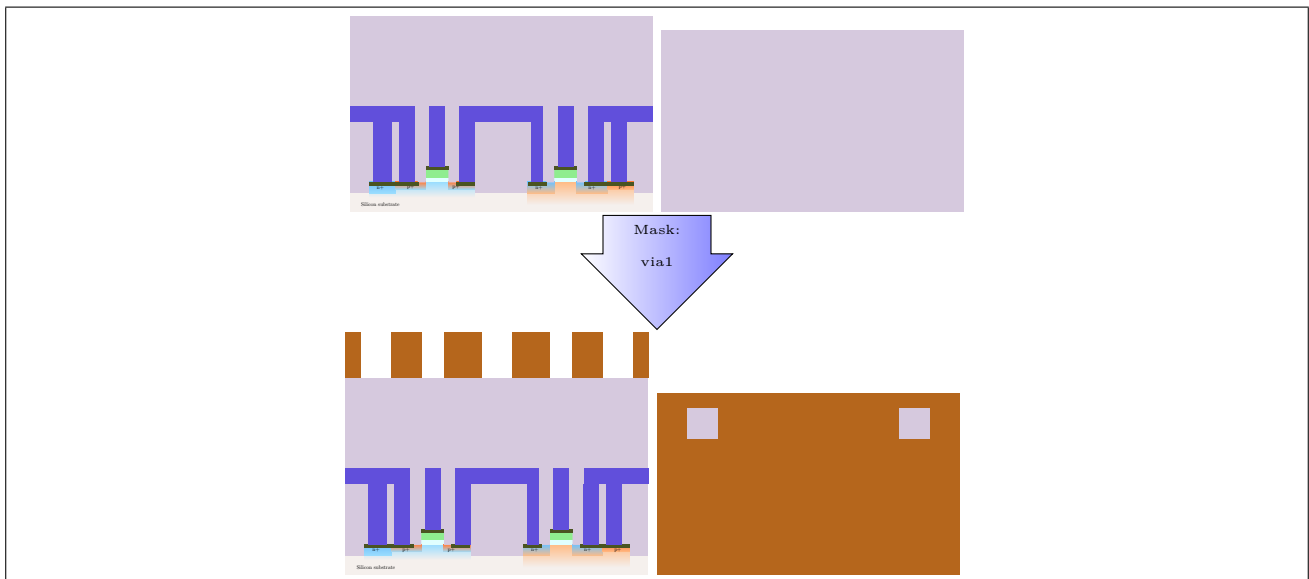 n+
p+
p+
n+
n+
p+
Silicon substrate
Mask:
via1
n+
p+
p+
n+
n+
p+
Silicon substrate